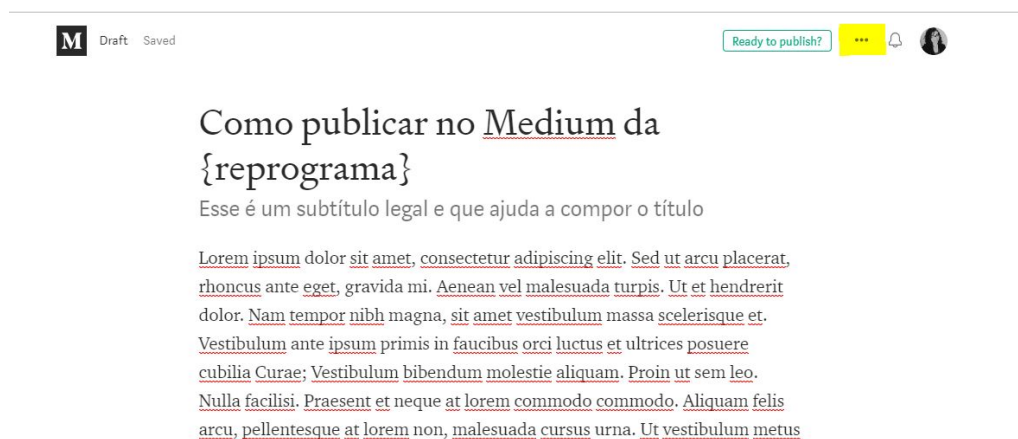 M Draft Saved Ready to publish? •••
Como publicar no Medium da
{reprograma}
Esse é um subtítulo legal e que ajuda a compor o título
Lorem ipsum dolor sit amet, consectetur adipiscing elit. Sed ut arcu placerat,
rhoncus ante eget, gravida mi. Aenean vel malesuada turpis. Ut et hendrerit
dolor. Nam tempor nibh magna, sit amet vestibulum massa scelerisque et.
Vestibulum ante ipsum primis in faucibus orci luctus et ultrices posuere
cubilia Curae; Vestibulum bibendum molestie aliquam. Proin ut sem leo.
Nulla facilisi. Praesent et neque at lorem commodo commodo. Aliquam felis
arcu, pellentesque at lorem non, malesuada cursus urna. Ut vestibulum metus